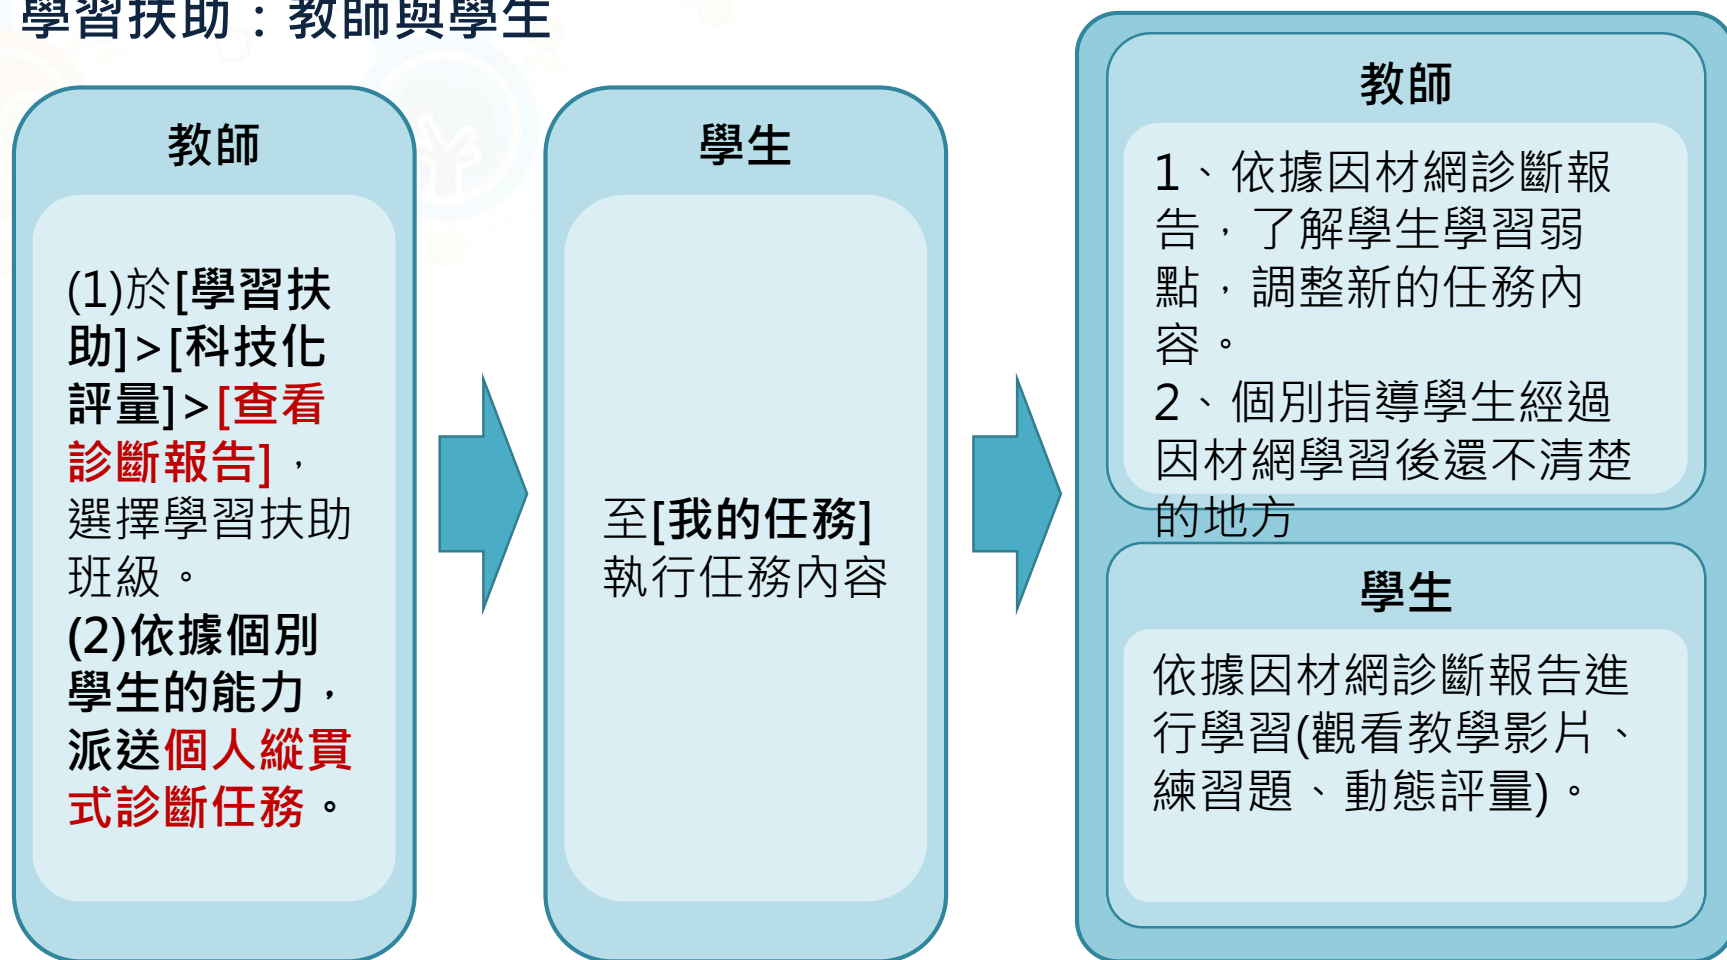 學習扶助：教師與學生
教師
(1)於[學習扶
助]>[科技化
評量]>[查看
診斷報告]，
選擇學習扶助
班級。
(2)依據個別
學生的能力，
派送個人縱貫
式診斷任務。
學生
至[我的任務]
執行任務內容
教師
1、依據因材網診斷報
告，了解學生學習弱
點，調整新的任務內
容。
2、個別指導學生經過
因材網學習後還不清楚
的地方
學生
依據因材網診斷報告進
行學習(觀看教學影片、
練習題、動態評量)。